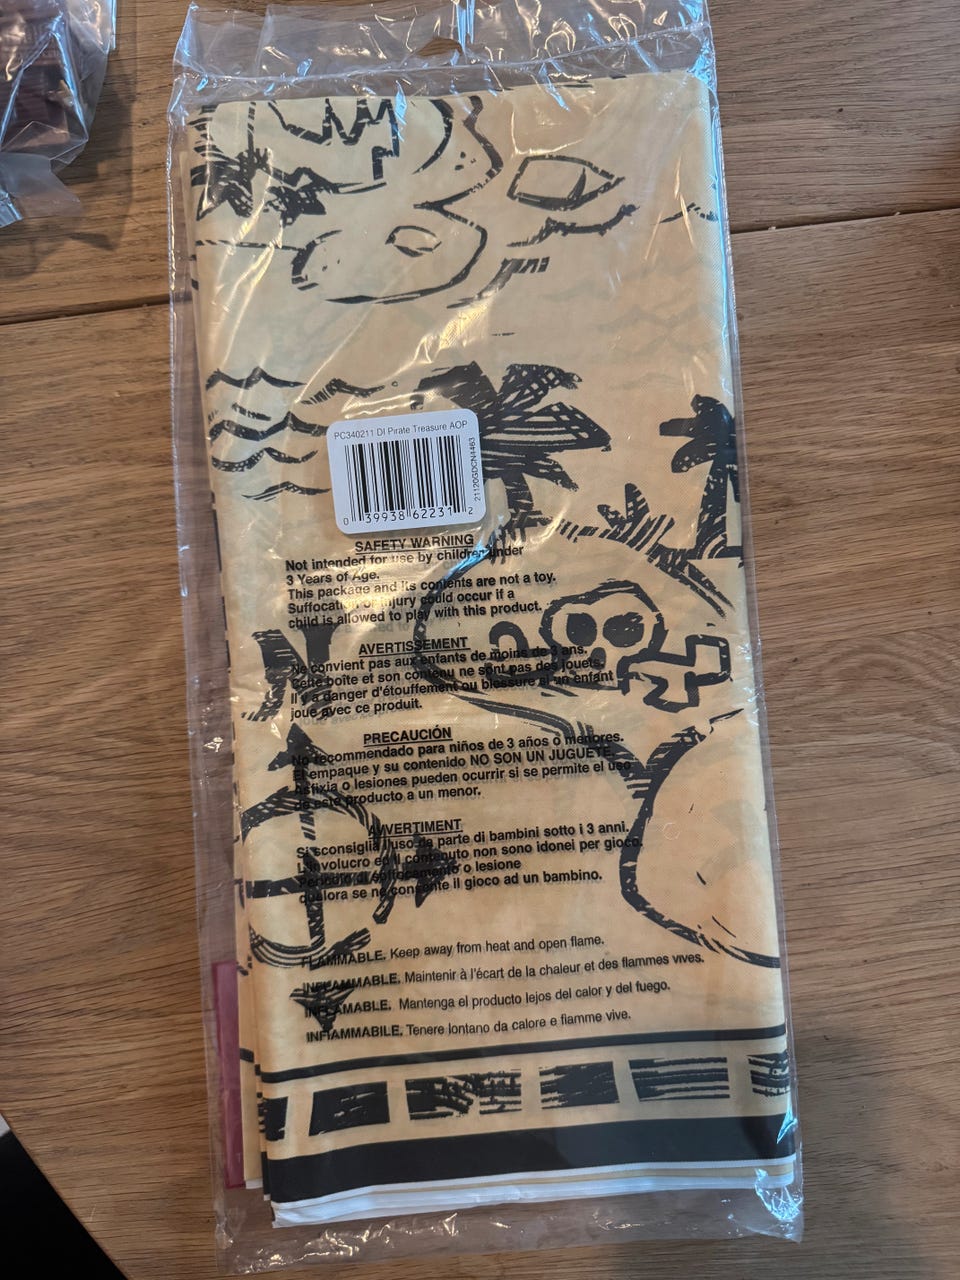 PC340211 DI Pirate Treasure AOP
21120GDCN4463
0 39938 62231 2
SAFETY WARNING
Not intended for use by children under
3 Years of Age.
This package and its contents are not a toy.
Suffocation or injury could occur if a
child is allowed to play with this product.
AVERTISSEMENT
Ne convient pas aux enfants de moins de 3 ans.
Cette boîte et son contenu ne sont pas des jouets.
Il y a danger d'étouffement ou blessure si un enfant
joue avec ce produit.
PRECAUCIÓN
No recommendado para niños de 3 años o menores.
El empaque y su contenido NO SON UN JUGUETE.
Asfixia o lesiones pueden ocurrir si se permite el uso
de este producto a un menor.
AVVERTIMENT
Si sconsiglia l'uso da parte di bambini sotto i 3 anni.
L'involucro ed il contenuto non sono idonei per gioco.
Periodio di soffocamento o lesione
qualora se ne consente il gioco ad un bambino.
FLAMMABLE. Keep away from heat and open flame.
INFLAMMABLE. Maintenir à l'écart de la chaleur et des flammes vives.
INFLAMABLE. Mantenga el producto lejos del calor y del fuego.
INFIAMMABILE. Tenere lontano da calore e fiamme vive.